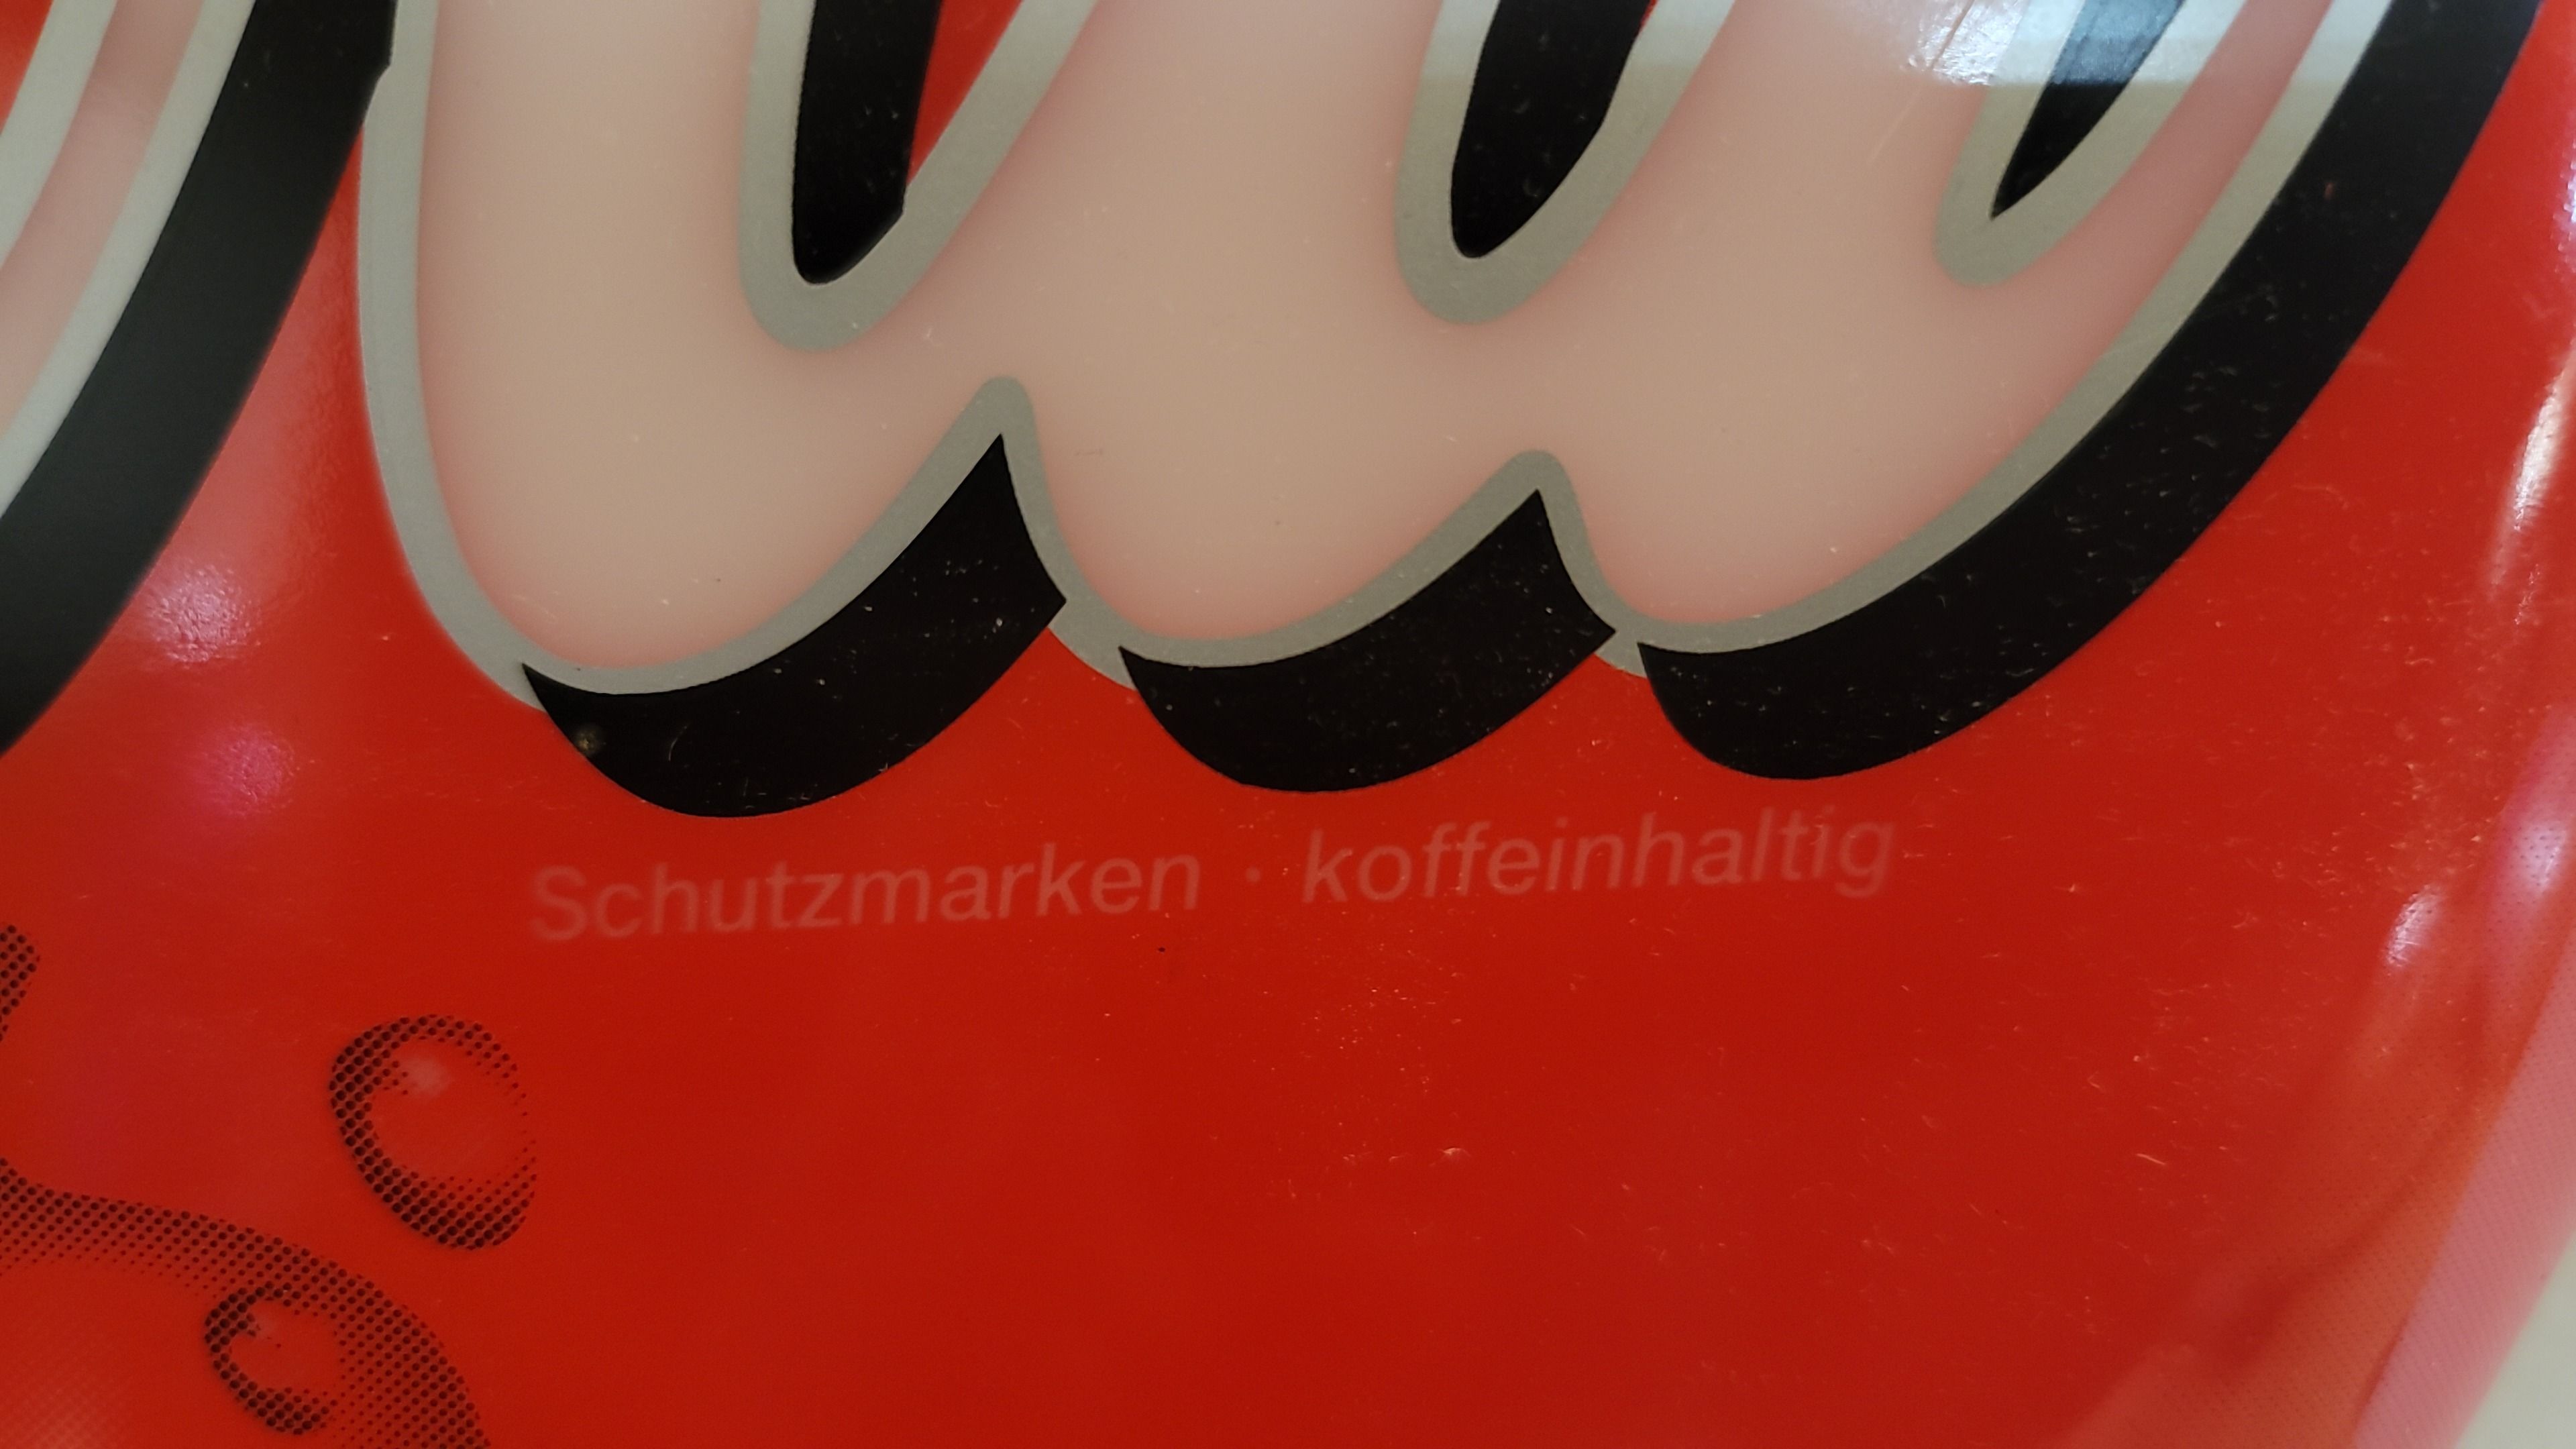 Schutzmarken · koffeinhaltig